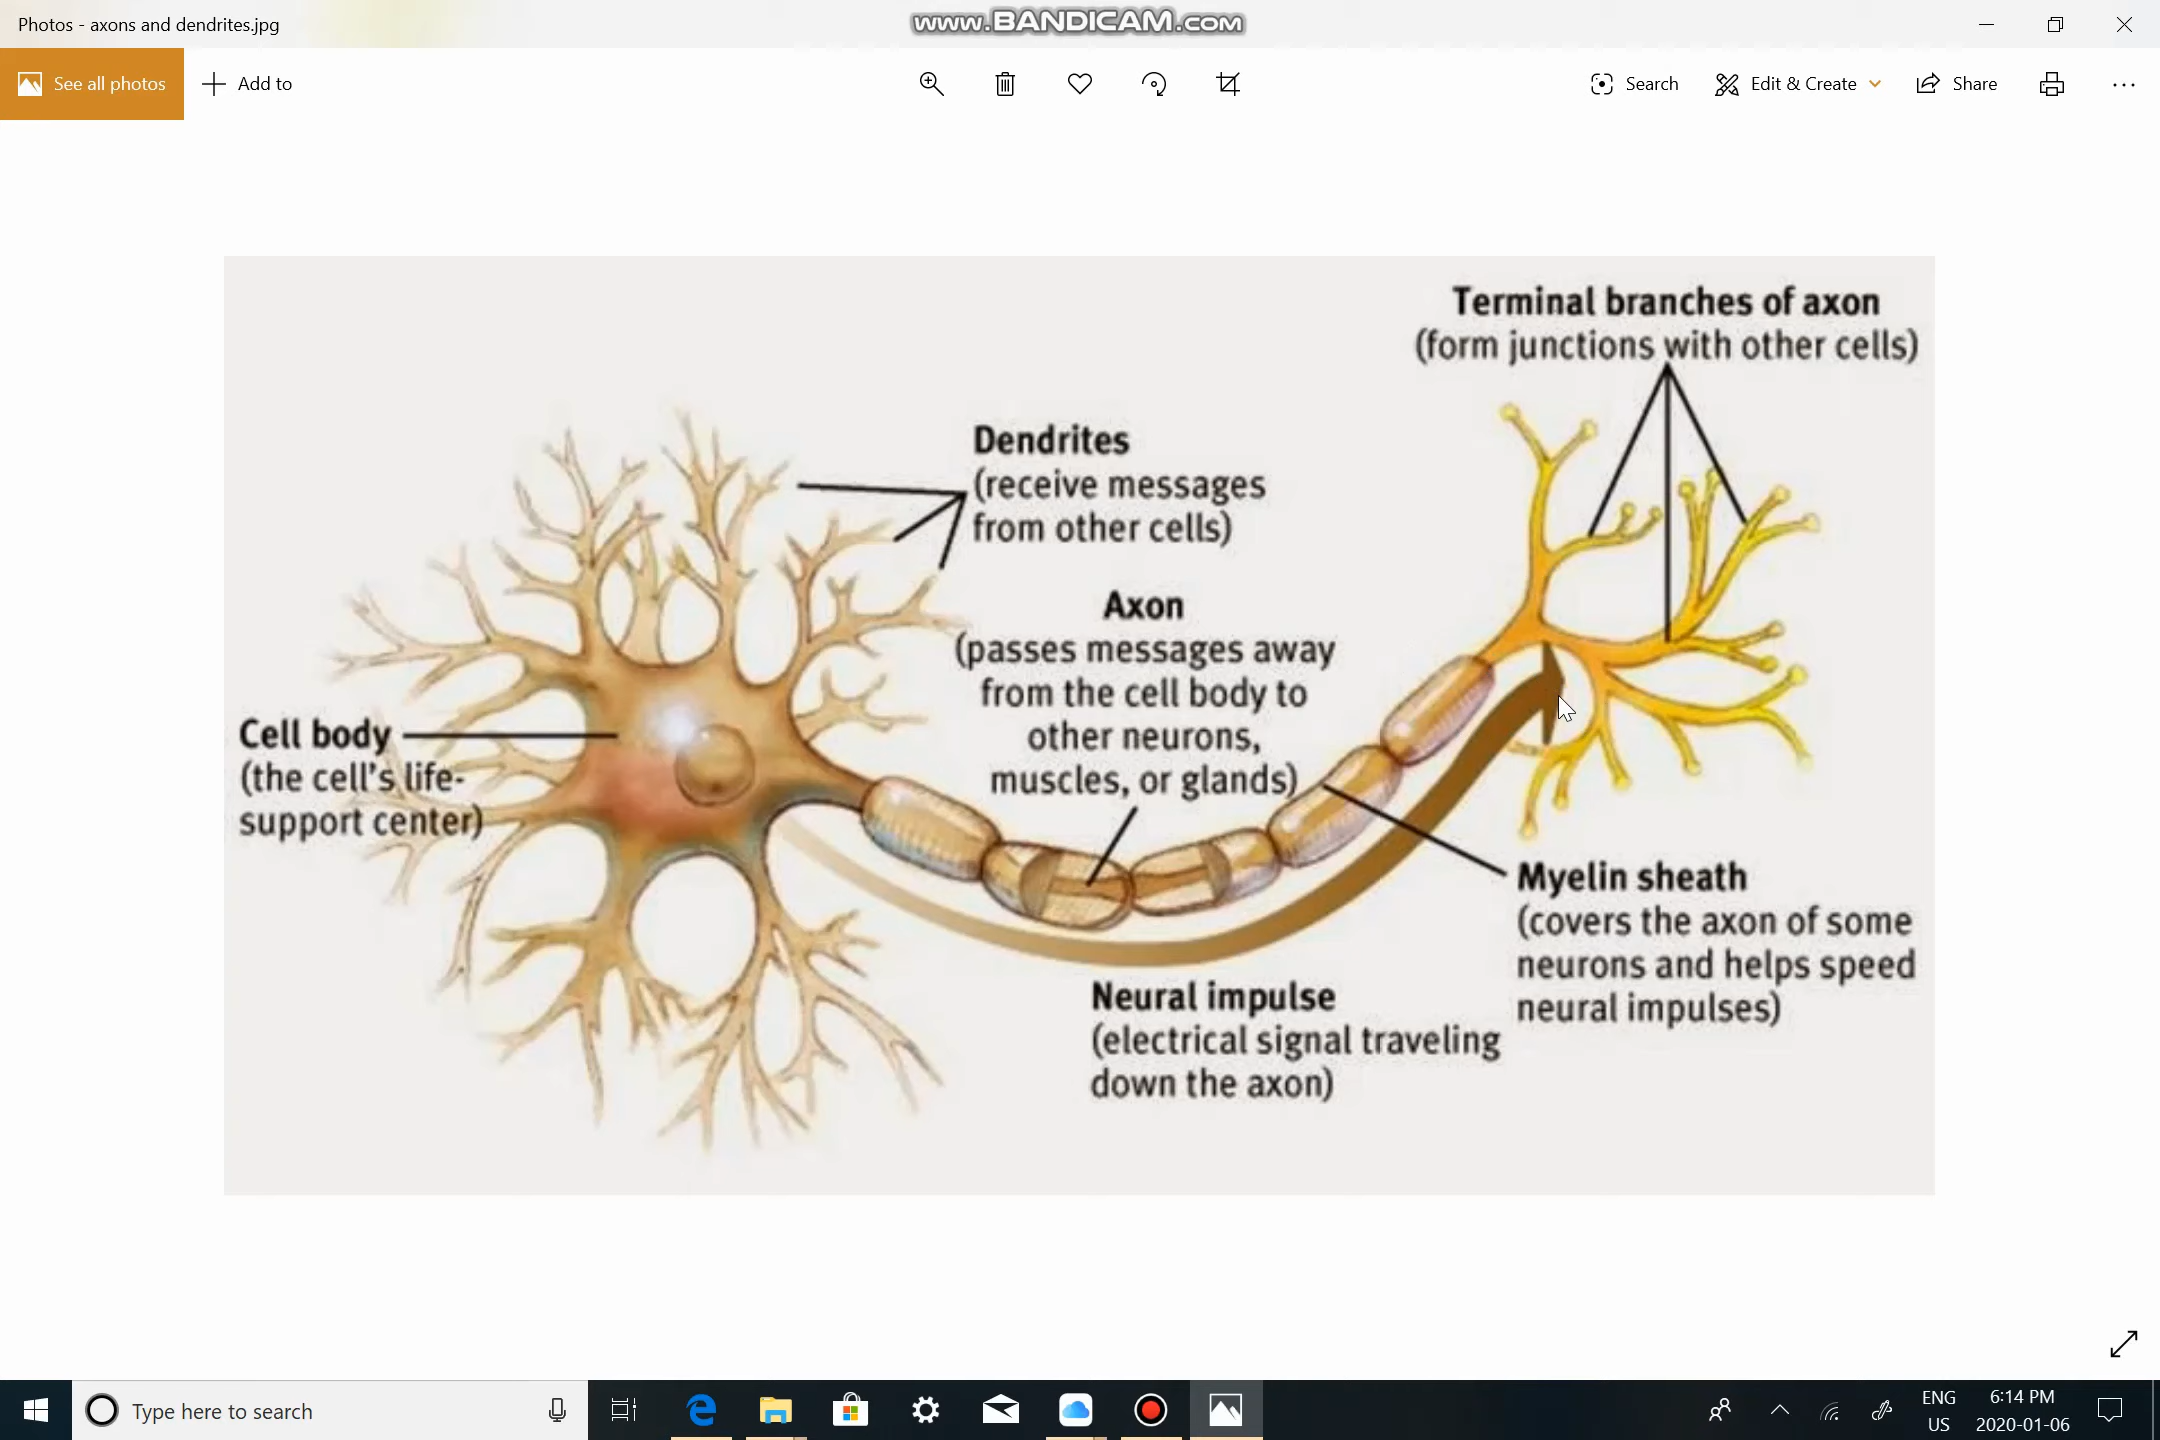 Photos - axons and dendrites.jpg
www.BANDICAM.com
See all photos
Add to
Search
Edit & Create
Share
Terminal branches of axon
(form junctions with other cells)
Dendrites
(receive messages
from other cells)
Axon
(passes messages away
from the cell body to
other neurons,
muscles, or glands)
Cell body
(the cell's life-
support center)
Myelin sheath
(covers the axon of some
neurons and helps speed
neural impulses)
Neural impulse
(electrical signal traveling
down the axon)
Type here to search
ENG
US
6:14 PM
2020-01-06